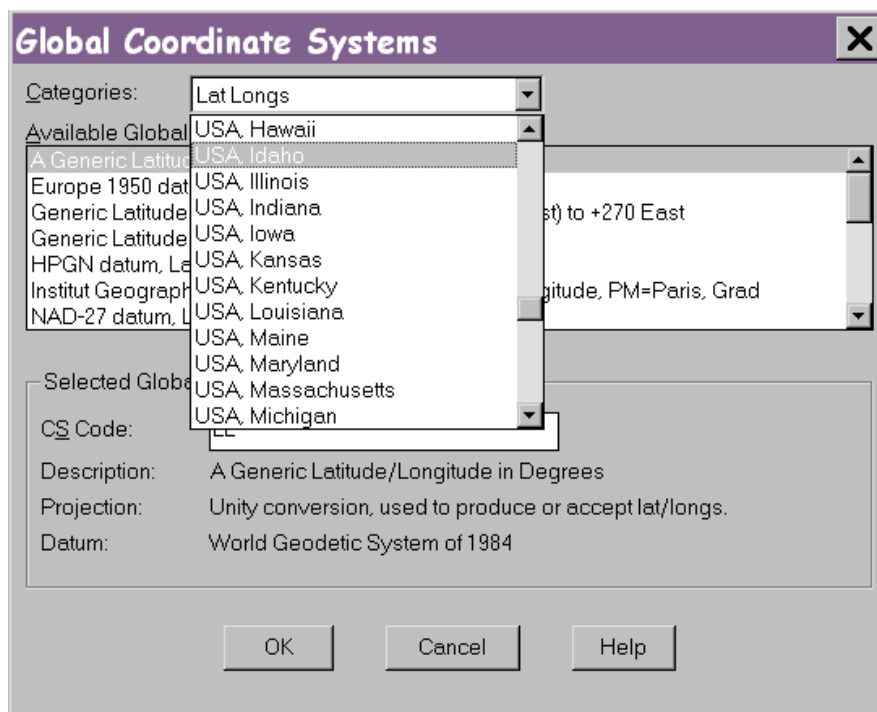 Global Coordinate Systems
Categories:
Lat Longs
Available Global
A Generic Latitud
Europe 1950 dat
Generic Latitude st) to +270 East
Generic Latitude
HPGN datum, La
Institut Geograph gitude, PM=Paris, Grad
NAD-27 datum, L
USA, Hawaii
USA, Idaho
USA, Illinois
USA, Indiana
USA, Iowa
USA, Kansas
USA, Kentucky
USA, Louisiana
USA, Maine
USA, Maryland
USA, Massachusetts
USA, Michigan
Selected Globa
CS Code: LL
Description: A Generic Latitude/Longitude in Degrees
Projection: Unity conversion, used to produce or accept lat/longs.
Datum: World Geodetic System of 1984
OK Cancel Help